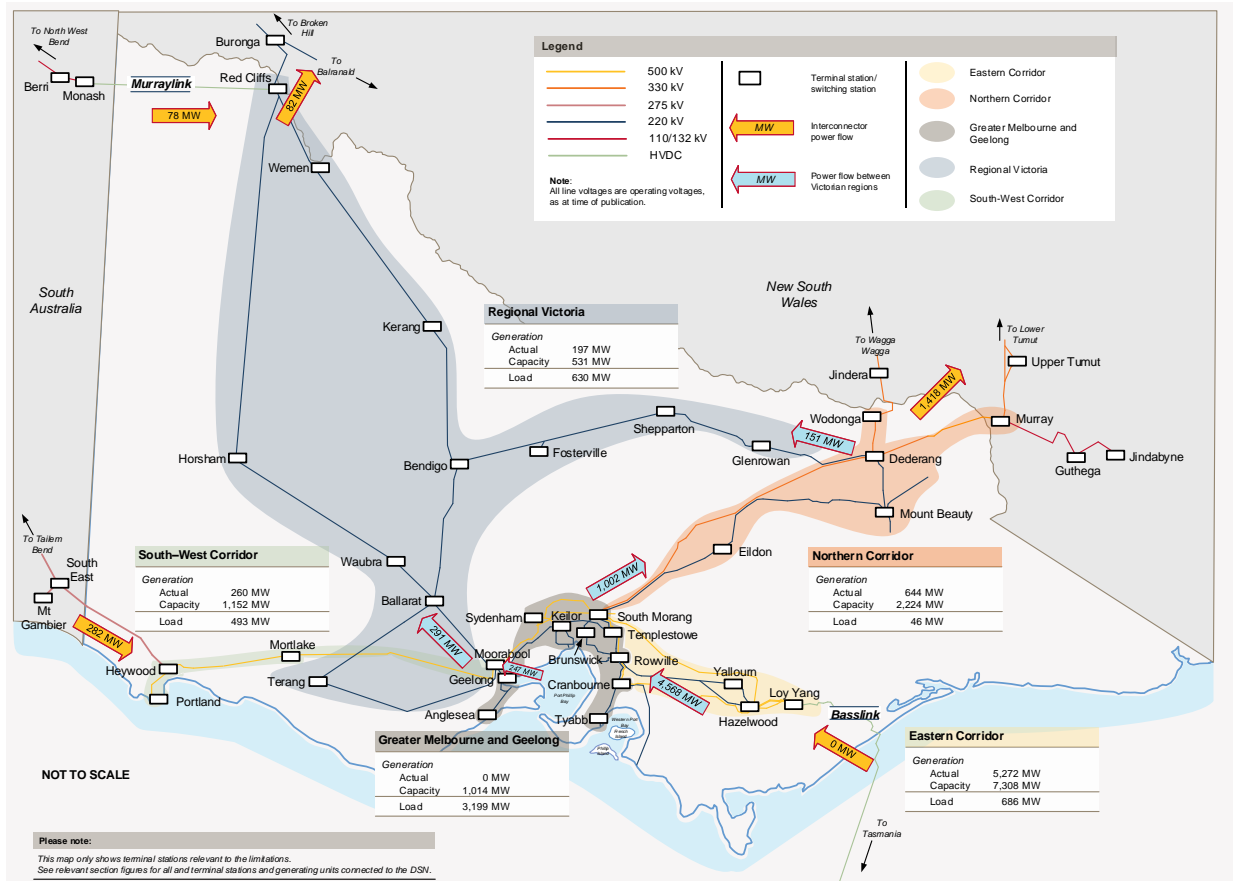 To North West
Bend
Berri
Monash
Murraylink
78 MW
Buronga
To Broken
Hill
To
Balranald
Red Cliffs
82 MW
Wemen
Legend
500 kV
330 kV
275 kV
220 kV
110/132 kV
HVDC
Note:
All line voltages are operating voltages,
as at time of publication.
Terminal station/
switching station
MW
Interconnector
power flow
MW
Power flow between
Victorian regions
Eastern Corridor
Northern Corridor
Greater Melbourne and
Geelong
Regional Victoria
South-West Corridor
South
Australia
New South
Wales
Kerang
Regional Victoria
Generation
Actual 197 MW
Capacity 531 MW
Load 630 MW
To Wagga
Wagga
Jindera
To Lower
Tumut
Upper Tumut
1,418 MW
Wodonga
Murray
Shepparton
151 MW
Glenrowan
Dederang
Guthega
Jindabyne
Horsham
Bendigo
Fosterville
Mount Beauty
To Tailem
Bend
South
East
Mt
Gambier
282 MW
South–West Corridor
Generation
Actual 260 MW
Capacity 1,152 MW
Load 493 MW
Waubra
Ballarat
Eildon
Northern Corridor
Generation
Actual 644 MW
Capacity 2,224 MW
Load 46 MW
1,002 MW
Sydenham
Keilor
South Morang
Templestowe
291 MW
Mortlake
Moorabool
247 MW
Brunswick
Rowville
Heywood
Terang
Geelong
Cranbourne
4,568 MW
Yallourn
Loy Yang
Portland
Anglesea
Port Phillip
Bay
Tyabb
Western Port
Bay
French
Island
Phillip
Island
Hazelwood
Basslink
0 MW
Greater Melbourne and Geelong
Generation
Actual 0 MW
Capacity 1,014 MW
Load 3,199 MW
Eastern Corridor
Generation
Actual 5,272 MW
Capacity 7,308 MW
Load 686 MW
To
Tasmania
NOT TO SCALE
Please note:
This map only shows terminal stations relevant to the limitations.
See relevant section figures for all and terminal stations and generating units connected to the DSN.